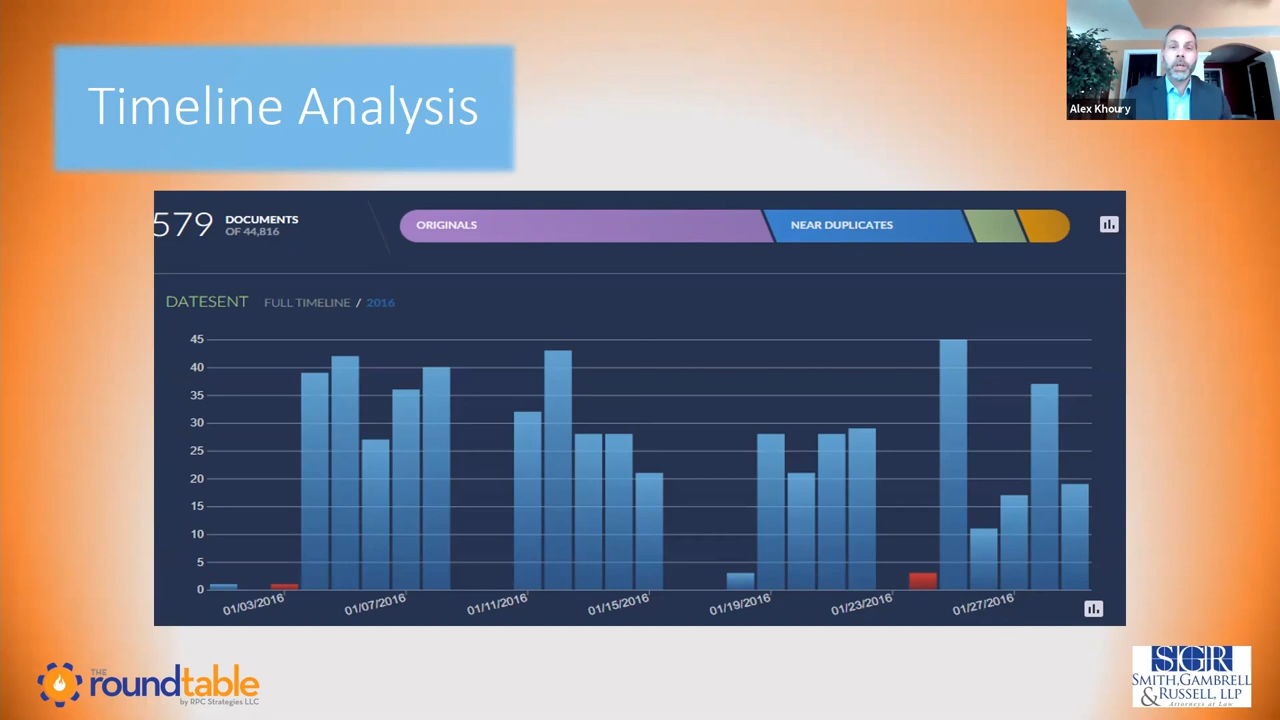 Timeline Analysis
Alex Khoury
579 DOCUMENTS
OF 44,816
ORIGINALS
NEAR DUPLICATES
DATESENT FULL TIMELINE / 2016
45
40
35
30
25
20
15
10
5
0
01/03/2016 01/07/2016 01/11/2016 01/15/2016 01/19/2016 01/23/2016 01/27/2016
THE
roundtable
by RPC Strategies LLC
SGR
SMITH, GAMBRELL
& RUSSELL, LLP
Attorneys at Law